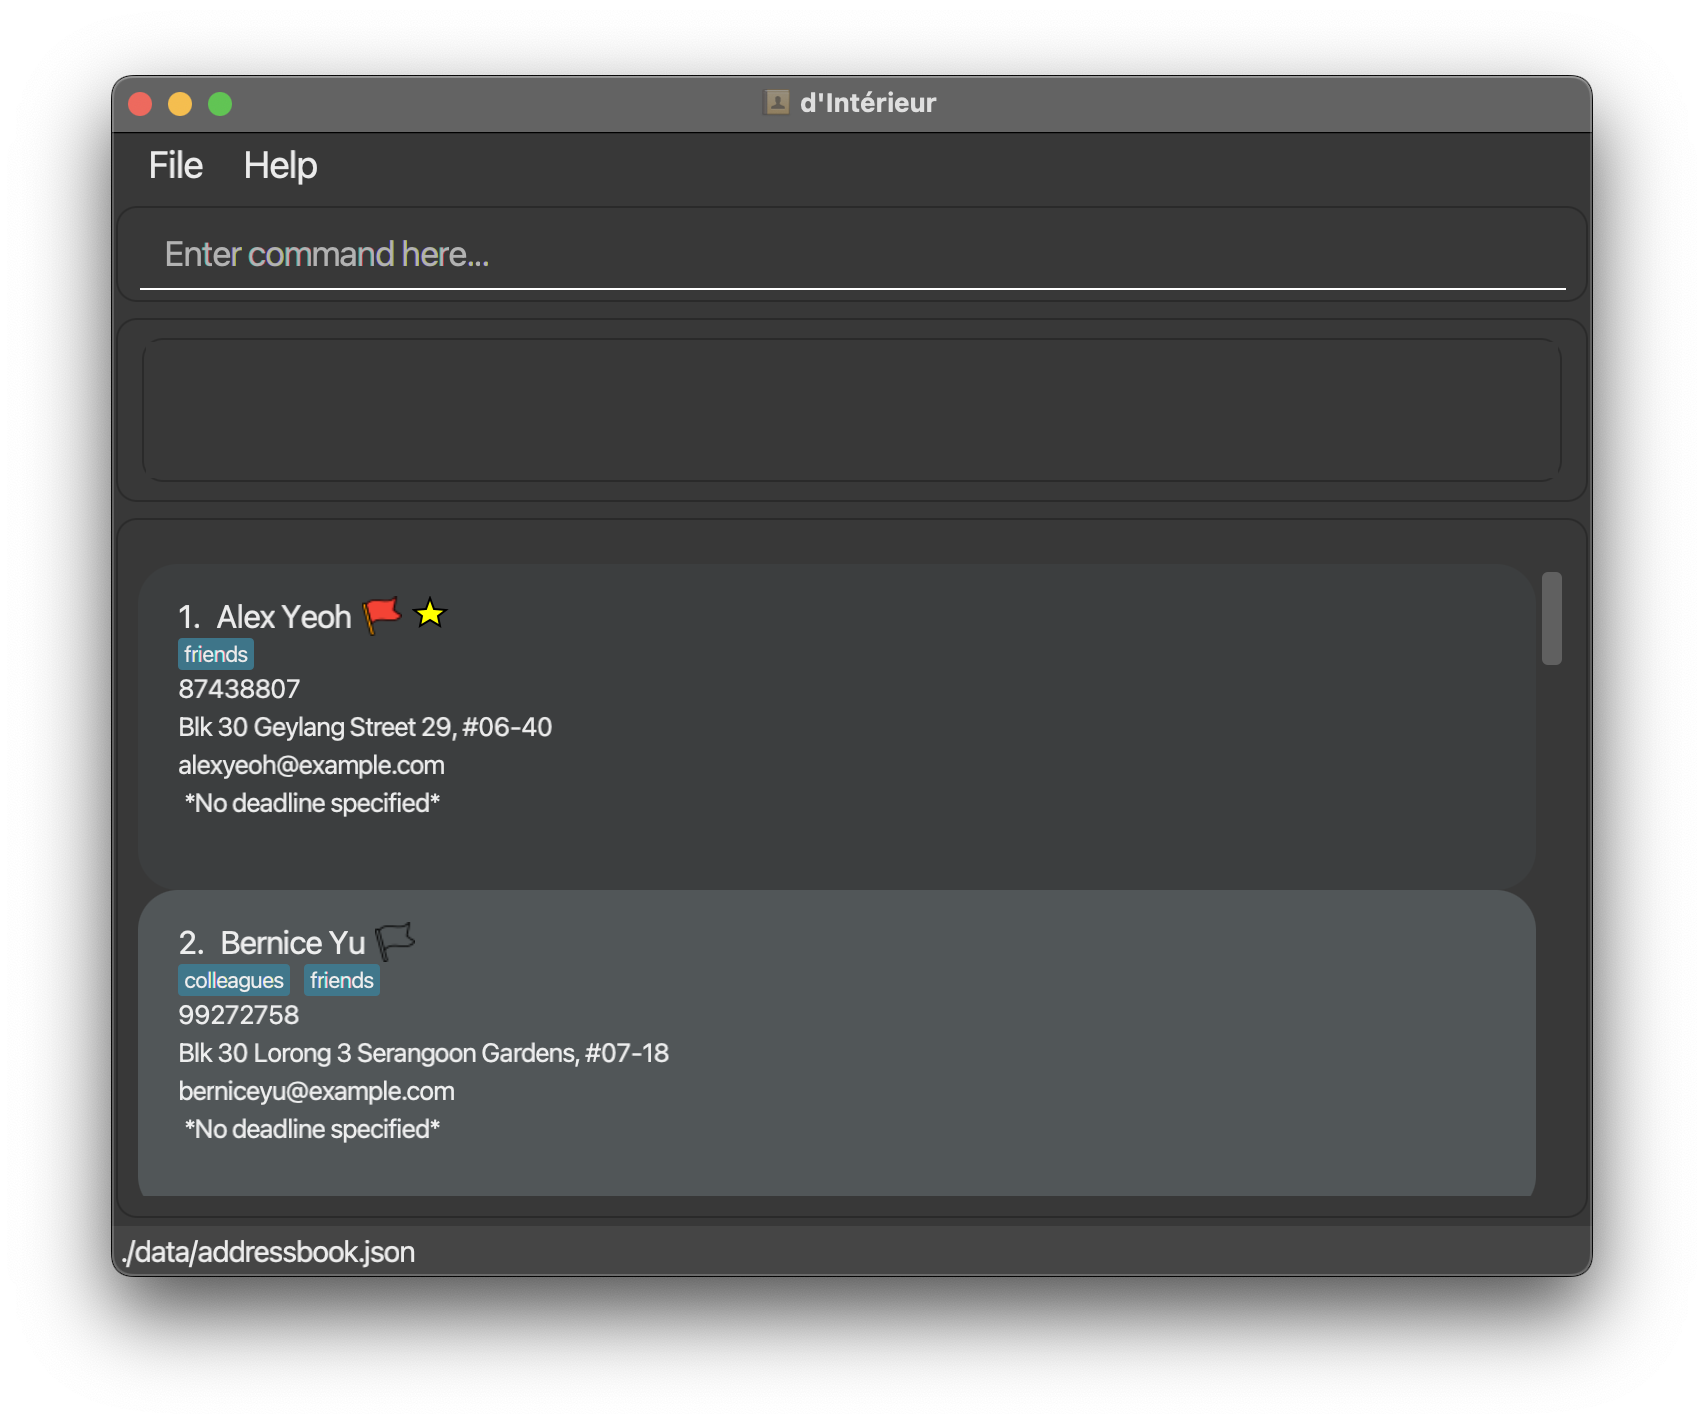 d'Intérieur
File Help
Enter command here...
1. Alex Yeoh
friends
87438807
Blk 30 Geylang Street 29, #06-40
alexyeoh@example.com
*No deadline specified*
2. Bernice Yu
colleagues friends
99272758
Blk 30 Lorong 3 Serangoon Gardens, #07-18
berniceyu@example.com
*No deadline specified*
./data/addressbook.json